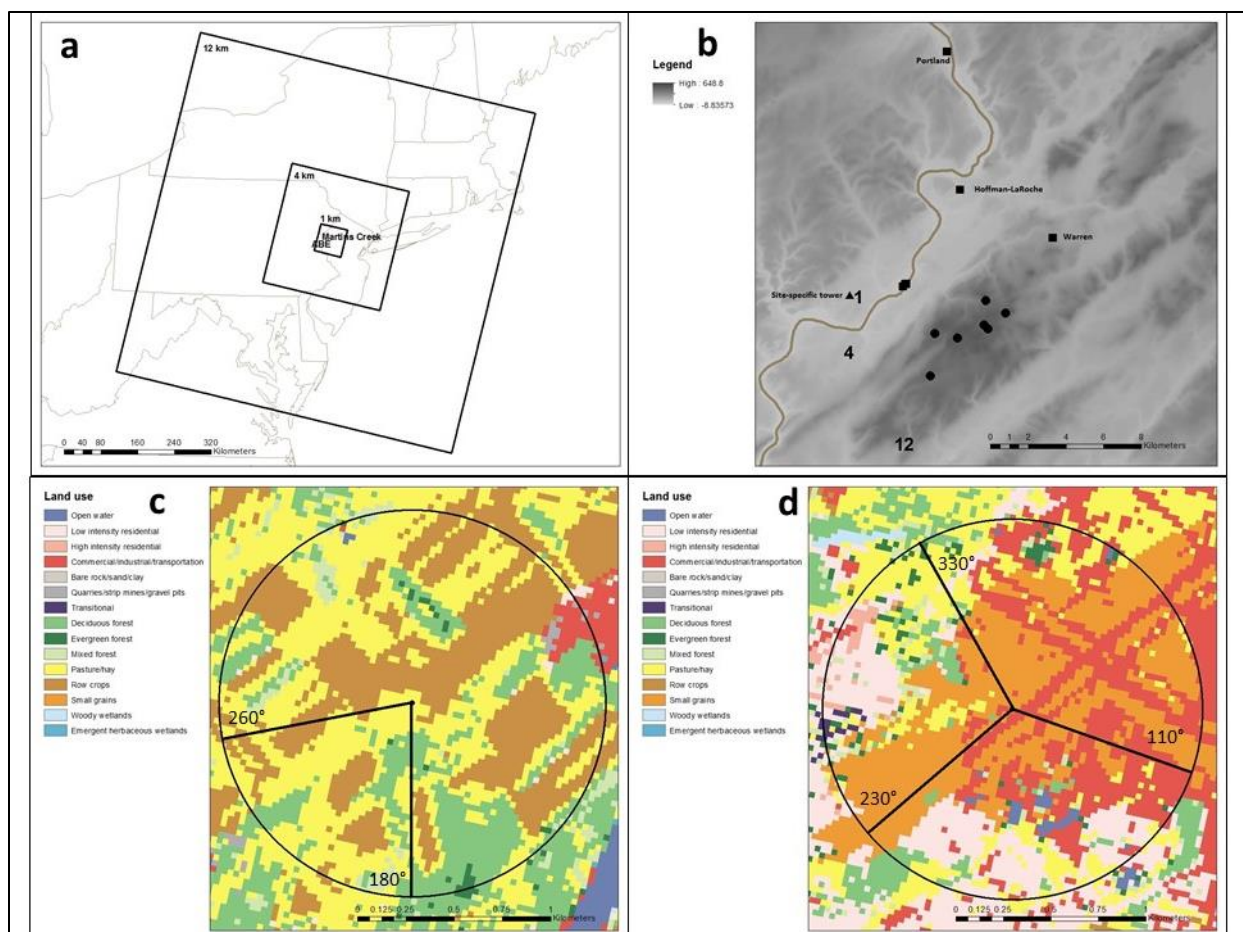 a
12 km
4 km
1 km
Martins Creek
ABE
0 40 80 160 240 320
Kilometers
b
Legend
High : 648.8
Low : -8.83573
Portland
Hoffman-LaRoche
Warren
Site-specific tower
1
4
12
0 1 2 4 6 8
Kilometers
c
Land use
Open water
Low intensity residential
High intensity residential
Commercial/industrial/transportation
Bare rock/sand/clay
Quarries/strip mines/gravel pits
Transitional
Deciduous forest
Evergreen forest
Mixed forest
Pasture/hay
Row crops
Small grains
Woody wetlands
Emergent herbaceous wetlands
260°
180°
0 0.125 0.25 0.5 0.75 1
Kilometers
d
Land use
Open water
Low intensity residential
High intensity residential
Commercial/industrial/transportation
Bare rock/sand/clay
Quarries/strip mines/gravel pits
Transitional
Deciduous forest
Evergreen forest
Mixed forest
Pasture/hay
Row crops
Small grains
Woody wetlands
Emergent herbaceous wetlands
330°
110°
230°
0 0.125 0.25 0.5 0.75 1
Kilometers